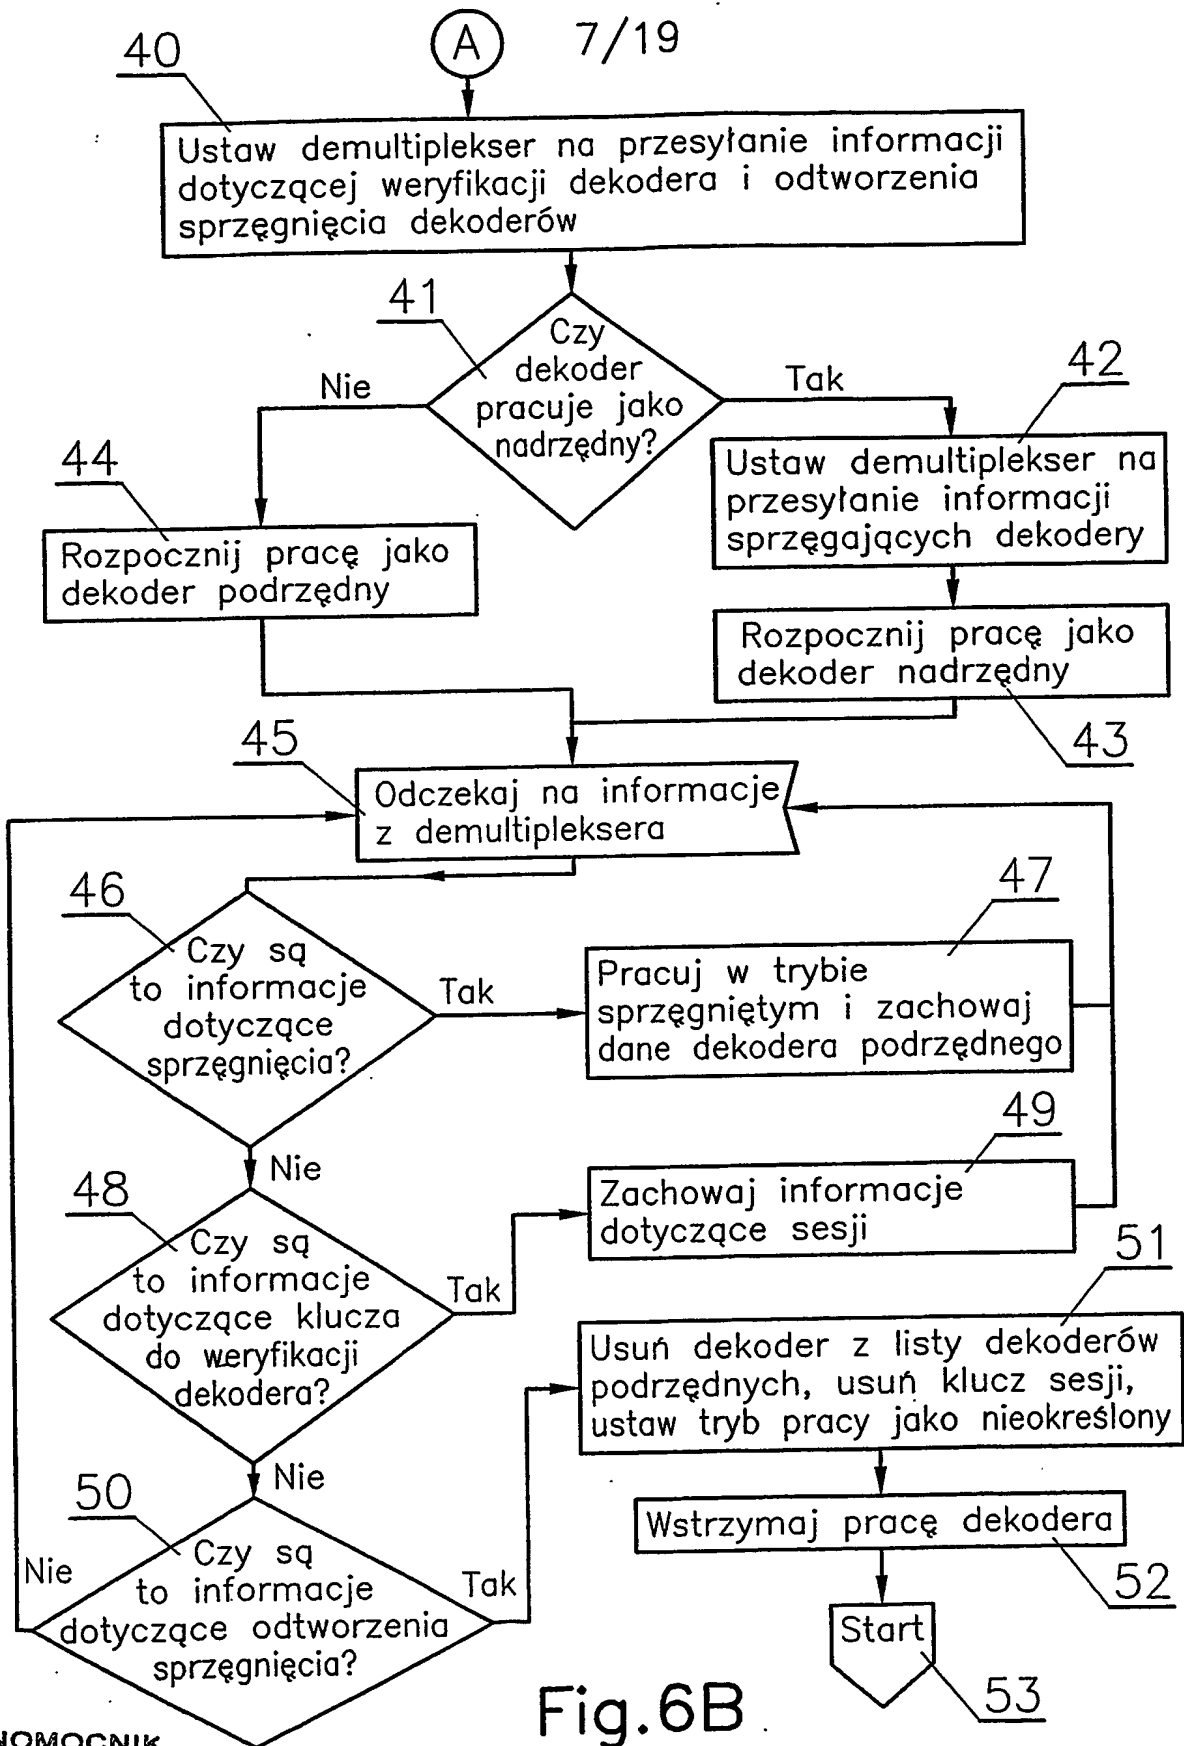 A
7/19
40
Ustaw demultiplekser na przesyłanie informacji
dotyczącej weryfikacji dekodera i odtworzenia
sprzęgnięcia dekoderów
41
Czy
dekoder
pracuje jako
nadrzędny?
Nie
Tak
42
Ustaw demultiplekser na
przesyłanie informacji
sprzęgających dekodery
44
Rozpocznij pracę jako
dekoder podrzędny
Rozpocznij pracę jako
dekoder nadrzędny
43
45
Odczekaj na informacje
z demultipleksera
46
Czy są
to informacje
dotyczące
sprzęgnięcia?
Tak
47
Pracuj w trybie
sprzęgniętym i zachowaj
dane dekodera podrzędnego
Nie
48
Czy są
to informacje
dotyczące klucza
do weryfikacji
dekodera?
Tak
49
Zachowaj informacje
dotyczące sesji
51
Usuń dekoder z listy dekoderów
podrzędnych, usuń klucz sesji,
ustaw tryb pracy jako nieokreślony
Nie
50
Czy są
to informacje
dotyczące odtworzenia
sprzęgnięcia?
Nie
Tak
Wstrzymaj pracę dekodera
52
Start
53
Fig.6B